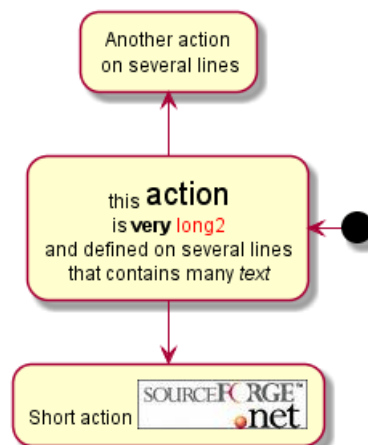 Another action
on several lines
this action
is very long2
and defined on several lines
that contains many text
Short action SOURCEFORGE™
.net